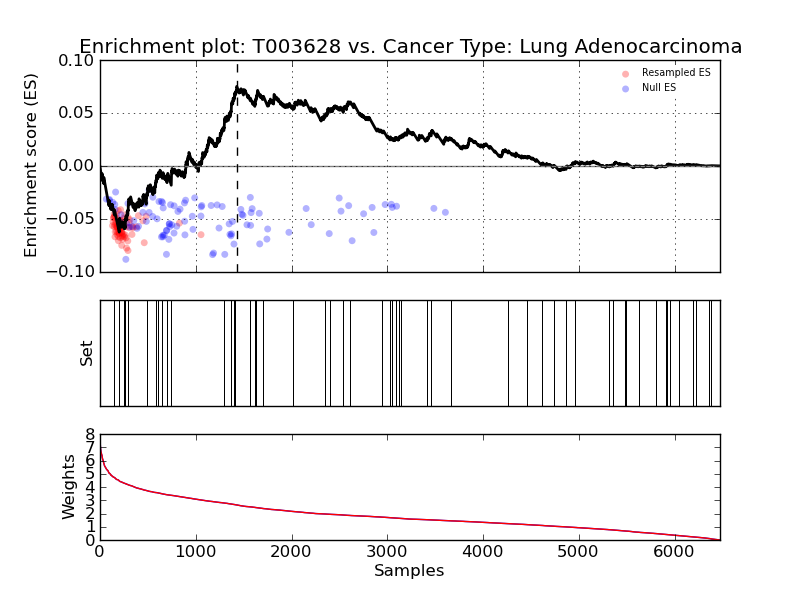 Enrichment plot: T003628 vs. Cancer Type: Lung Adenocarcinoma
0.10
0.05
0.00
−0.05
−0.10
Enrichment score (ES)
Resampled ES
Null ES
Set
8
7
6
5
4
3
2
1
0
Weights
0 1000 2000 3000 4000 5000 6000
Samples